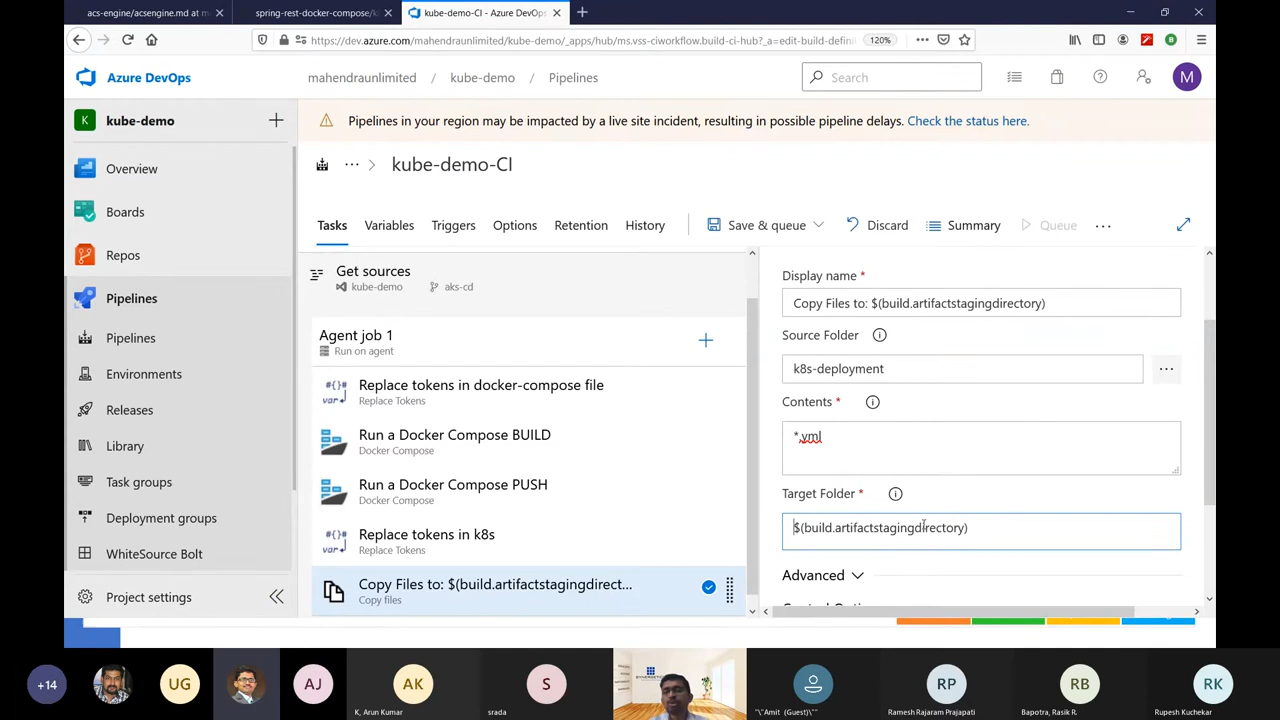 acs-engine/acsengine.md at m
spring-rest-docker-compose/k
kube-demo-CI - Azure DevOps
https://dev.azure.com/mahendraunlimited/kube-demo/_apps/hub/ms.vss-ciworkflow.build-ci-hub?_a=edit-build-defini
120%
Azure DevOps
mahendraunlimited / kube-demo / Pipelines
Search
M
K
kube-demo
Pipelines in your region may be impacted by a live site incident, resulting in possible pipeline delays. Check the status here.
Overview
Boards
Repos
Pipelines
Pipelines
Environments
Releases
Library
Task groups
Deployment groups
WhiteSource Bolt
Project settings
... > kube-demo-CI
Tasks
Variables
Triggers
Options
Retention
History
Save & queue
Discard
Summary
Queue
...
Get sources
kube-demo
aks-cd
Agent job 1
Run on agent
Replace tokens in docker-compose file
Replace Tokens
Run a Docker Compose BUILD
Docker Compose
Run a Docker Compose PUSH
Docker Compose
Replace tokens in k8s
Replace Tokens
Copy Files to: $(build.artifactstagingdirect...
Copy files
Display name *
Copy Files to: $(build.artifactstagingdirectory)
Source Folder
k8s-deployment
...
Contents *
*.yml
Target Folder *
$(build.artifactstagingdirectory)
Advanced
+14
UG
AJ
AK
K, Arun Kumar
S
srada
"\"Amit (Guest)\""
RP
Ramesh Rajaram Prajapati
RB
Bapotra, Rasik R.
RK
Rupesh Kuchekar